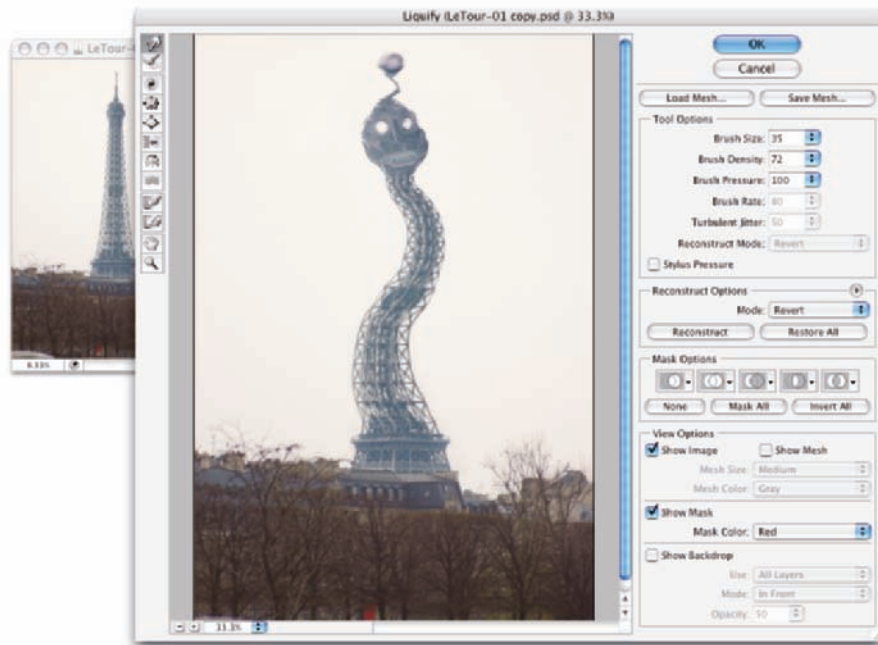 Liquify (LeTour-01 copy.psd @ 33.3%)
LeTour-
OK
Cancel
Load Mesh...
Save Mesh...
Tool Options
Brush Size: 35
Brush Density: 72
Brush Pressure: 100
Brush Rate: 80
Turbulent Jitter: 50
Reconstruct Mode: Revert
Stylus Pressure
Reconstruct Options
Mode: Revert
Reconstruct
Restore All
Mask Options
None
Mask All
Invert All
View Options
Show Image
Show Mesh
Mesh Size: Medium
Mesh Color: Gray
Show Mask
Mask Color: Red
Show Backdrop
Use: All Layers
Mode: In Front
Opacity: 50
33.3%